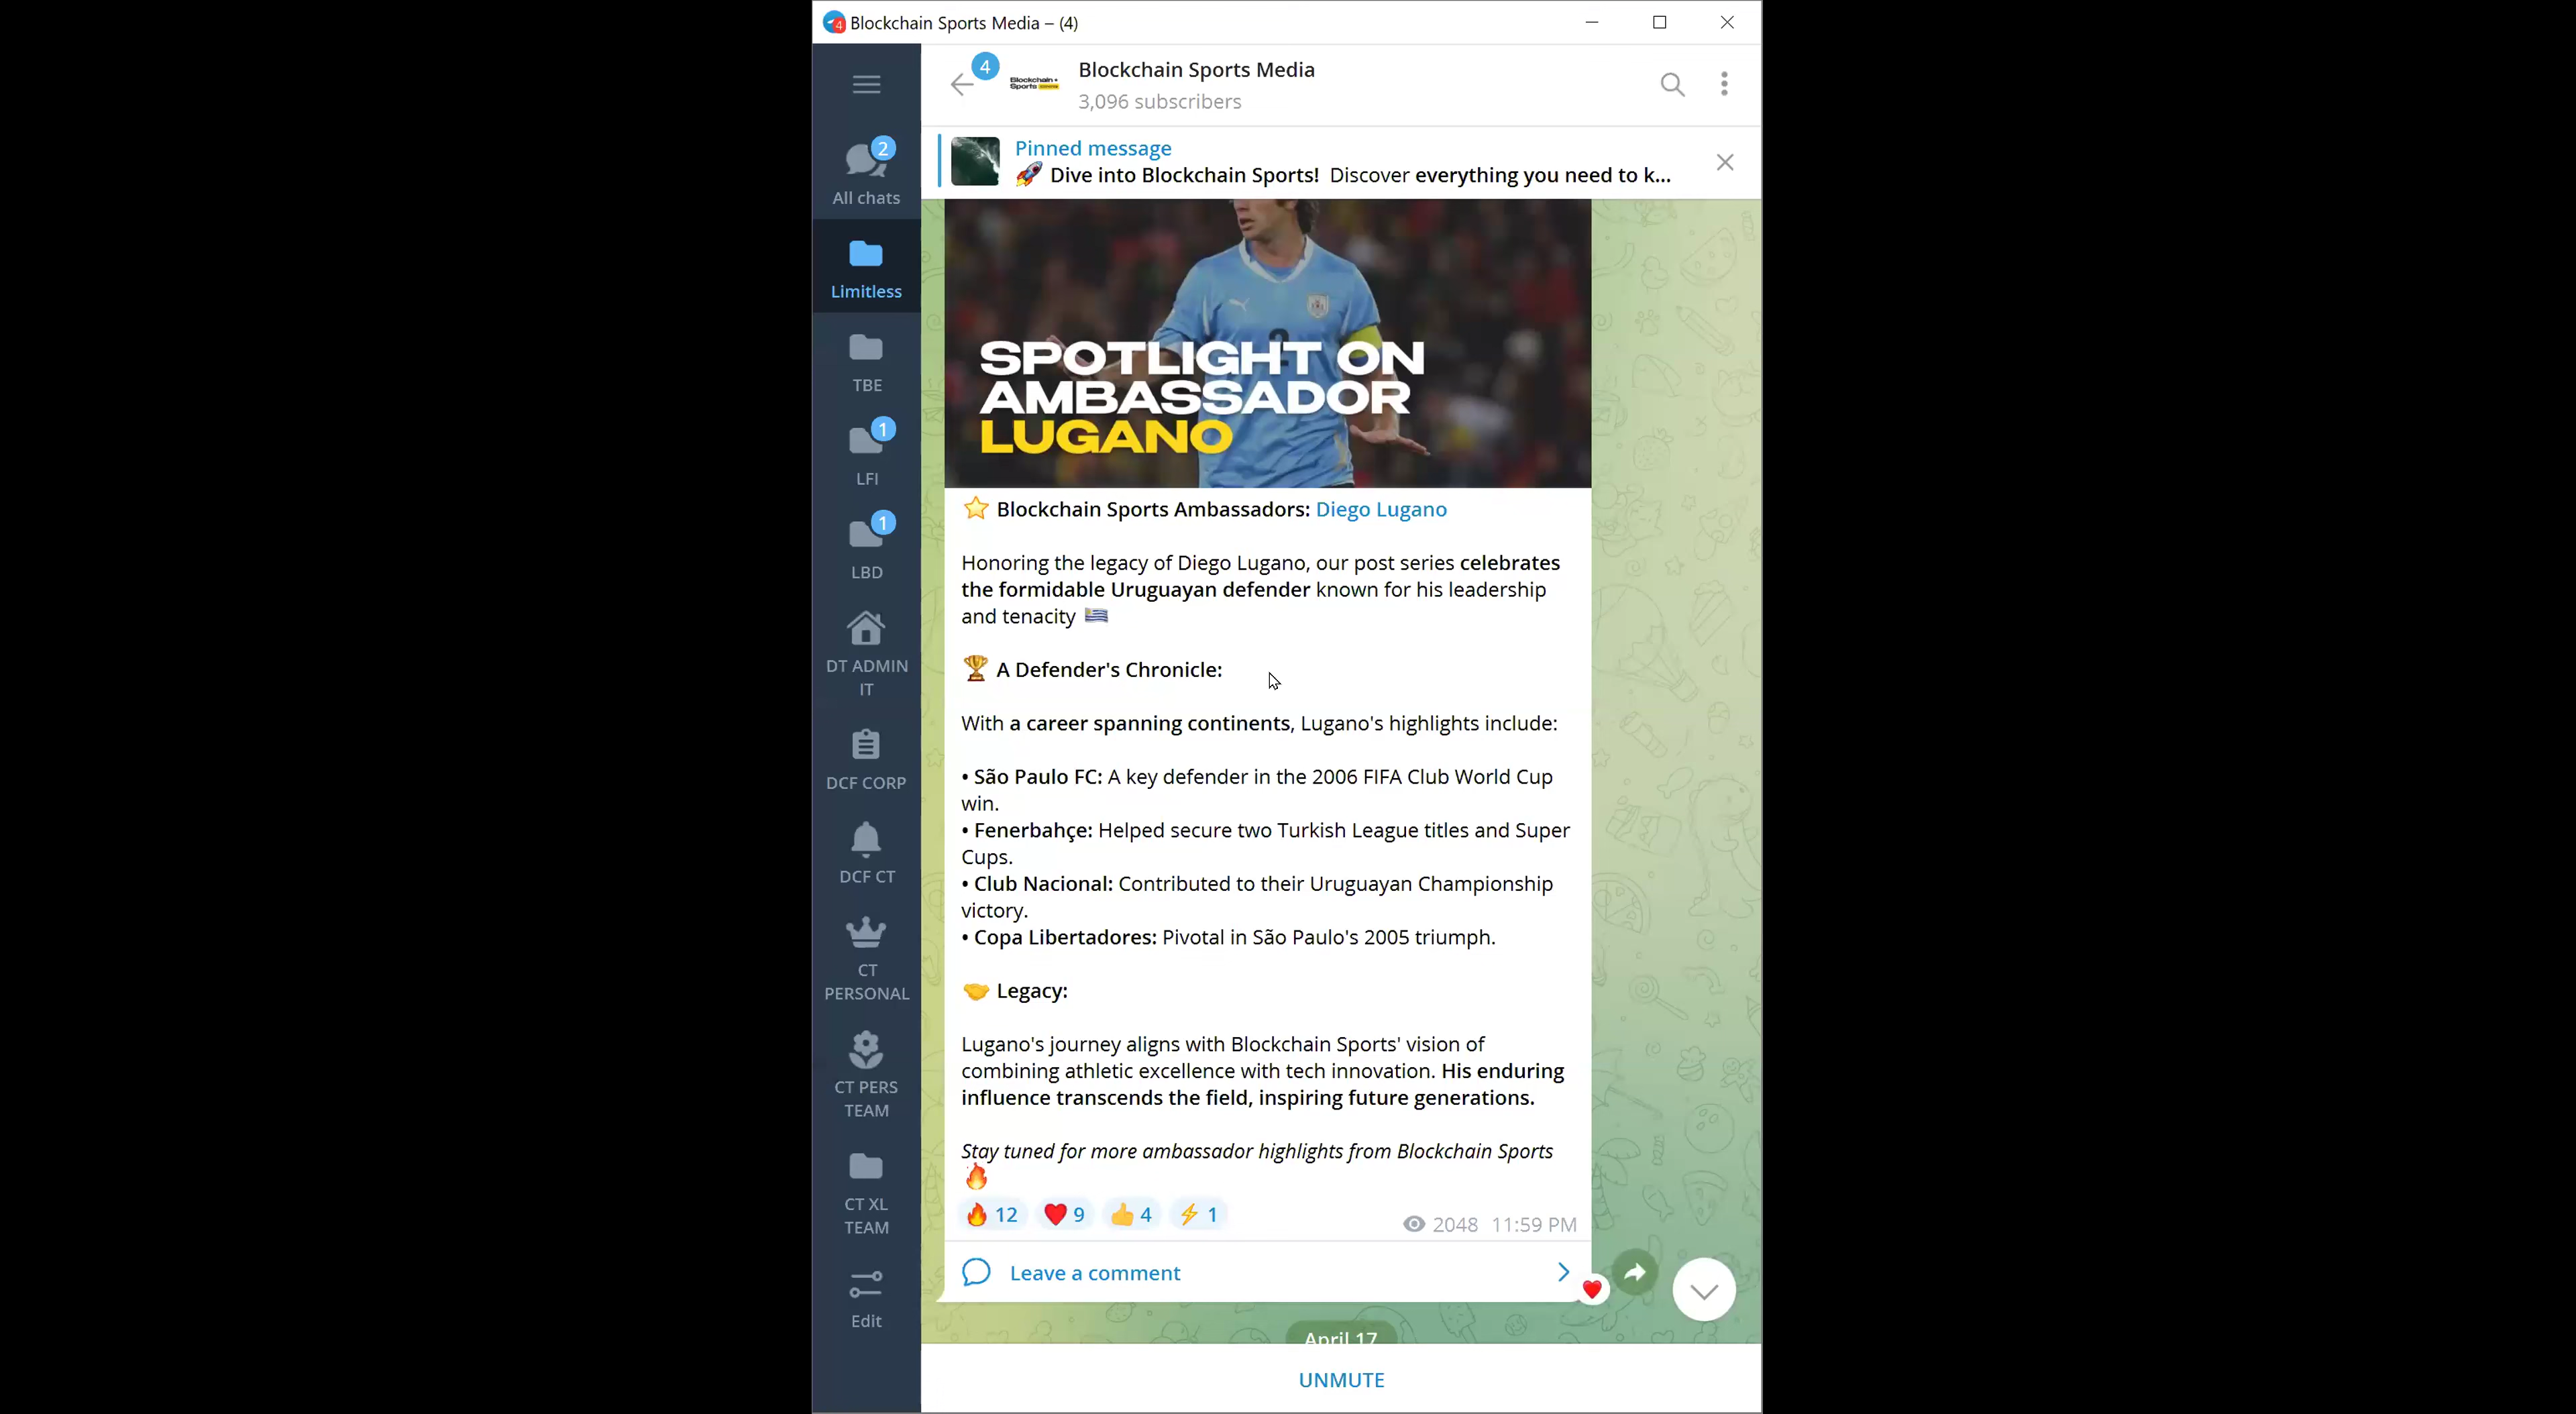 4
Blockchain Sports Media – (4)
4
Blockchain+
Sports
Blockchain Sports Media
3,096 subscribers
Pinned message
🚀 Dive into Blockchain Sports! Discover everything you need to k...
2
All chats
Limitless
TBE
1
LFI
1
LBD
DT ADMIN
IT
DCF CORP
DCF CT
CT
PERSONAL
CT PERS
TEAM
CT XL
TEAM
Edit
SPOTLIGHT ON
AMBASSADOR
LUGANO
⭐ Blockchain Sports Ambassadors: Diego Lugano
Honoring the legacy of Diego Lugano, our post series celebrates
the formidable Uruguayan defender known for his leadership
and tenacity 🇺🇾
🏆 A Defender's Chronicle:
With a career spanning continents, Lugano's highlights include:
• São Paulo FC: A key defender in the 2006 FIFA Club World Cup
win.
• Fenerbahçe: Helped secure two Turkish League titles and Super
Cups.
• Club Nacional: Contributed to their Uruguayan Championship
victory.
• Copa Libertadores: Pivotal in São Paulo's 2005 triumph.
🤝 Legacy:
Lugano's journey aligns with Blockchain Sports' vision of
combining athletic excellence with tech innovation. His enduring
influence transcends the field, inspiring future generations.
Stay tuned for more ambassador highlights from Blockchain Sports
🔥
🔥 12 ❤️ 9 👍 4 ⚡ 1
2048 11:59 PM
Leave a comment
April 17
UNMUTE